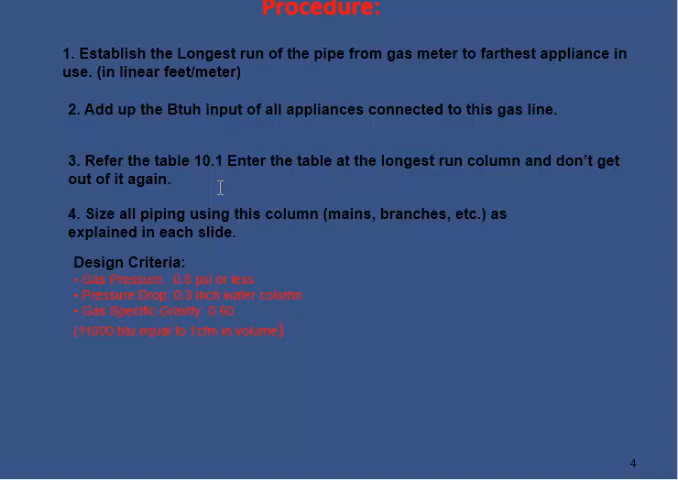 Procedure:
1. Establish the Longest run of the pipe from gas meter to farthest appliance in
use. (in linear feet/meter)
2. Add up the Btuh input of all appliances connected to this gas line.
3. Refer the table 10.1 Enter the table at the longest run column and don't get
out of it again.
4. Size all piping using this column (mains, branches, etc.) as
explained in each slide.
Design Criteria:
• Gas Pressure: 0.5 psi or less
• Pressure Drop: 0.3 inch water column
• Gas Specific Gravity: 0.60
equal to in volume)
4